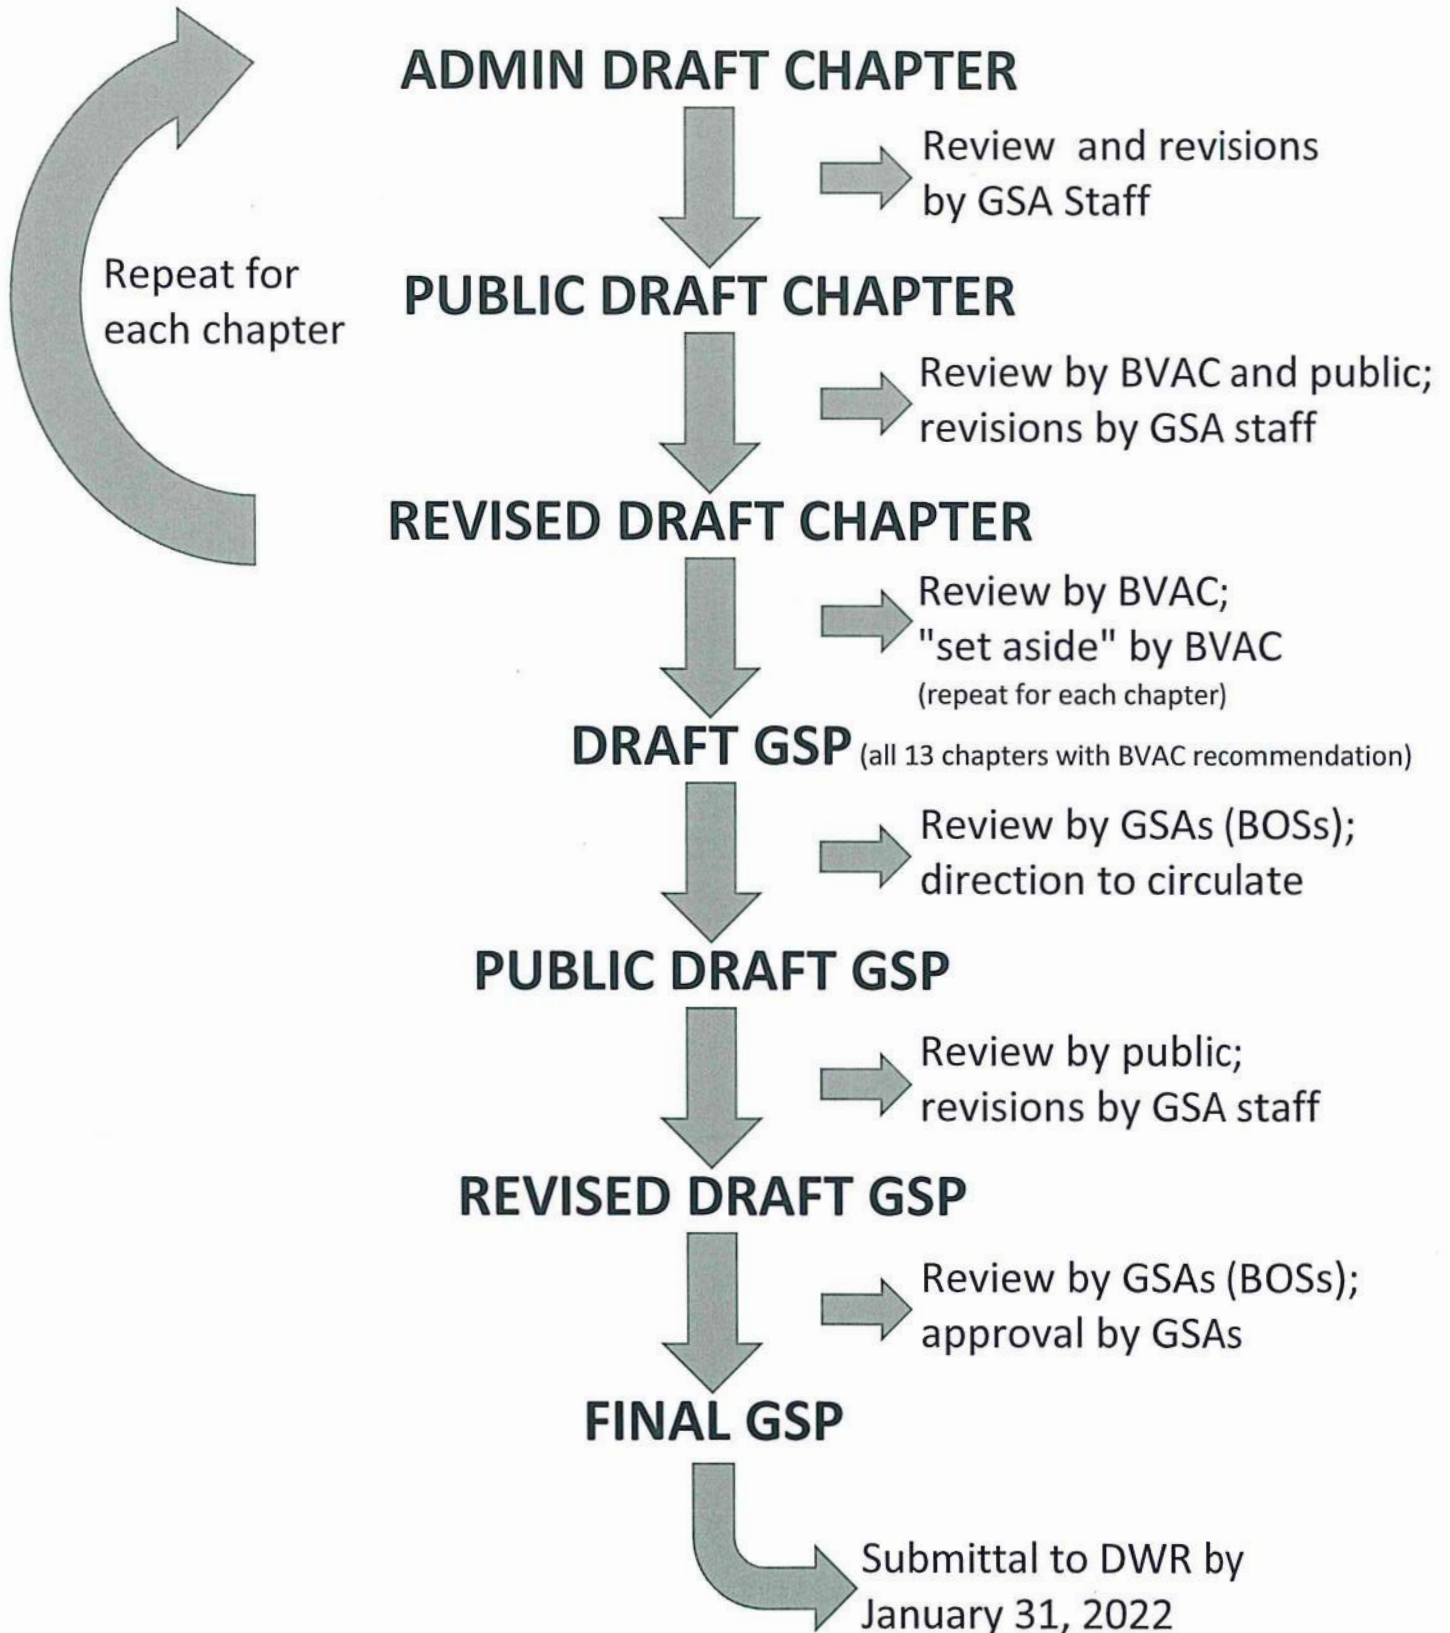 ADMIN DRAFT CHAPTER
Review and revisions
by GSA Staff
Repeat for
each chapter
PUBLIC DRAFT CHAPTER
Review by BVAC and public;
revisions by GSA staff
REVISED DRAFT CHAPTER
Review by BVAC;
"set aside" by BVAC
(repeat for each chapter)
DRAFT GSP (all 13 chapters with BVAC recommendation)
Review by GSAs (BOSs);
direction to circulate
PUBLIC DRAFT GSP
Review by public;
revisions by GSA staff
REVISED DRAFT GSP
Review by GSAs (BOSs);
approval by GSAs
FINAL GSP
Submittal to DWR by
January 31, 2022